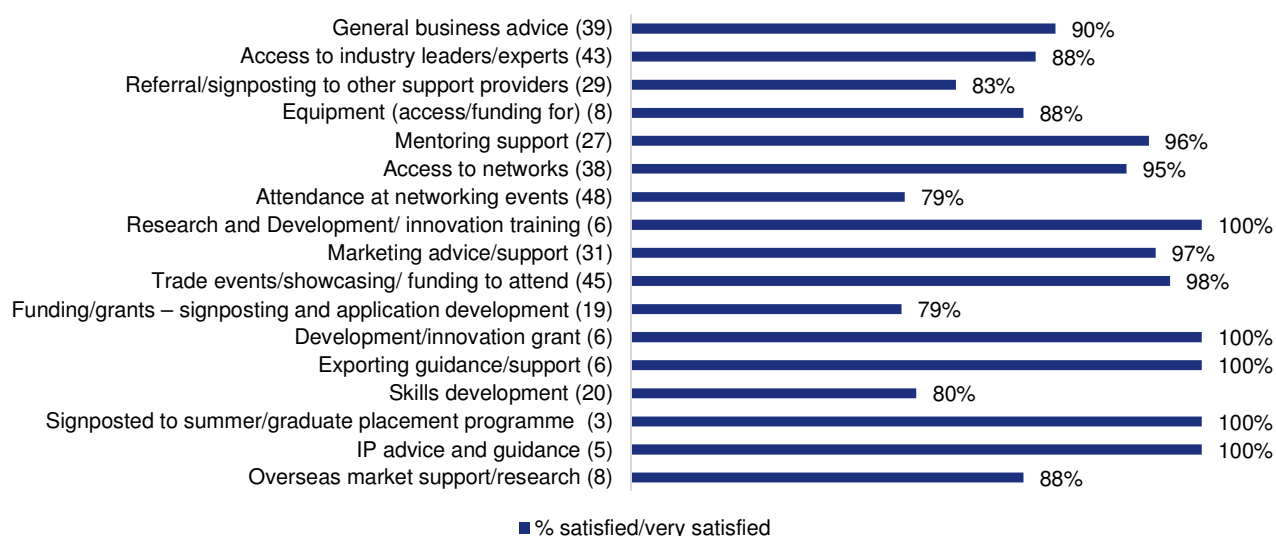 General business advice (39) 90%
Access to industry leaders/experts (43) 88%
Referral/signposting to other support providers (29) 83%
Equipment (access/funding for) (8) 88%
Mentoring support (27) 96%
Access to networks (38) 95%
Attendance at networking events (48) 79%
Research and Development/ innovation training (6) 100%
Marketing advice/support (31) 97%
Trade events/showcasing/ funding to attend (45) 98%
Funding/grants – signposting and application development (19) 79%
Development/innovation grant (6) 100%
Exporting guidance/support (6) 100%
Skills development (20) 80%
Signposted to summer/graduate placement programme (3) 100%
IP advice and guidance (5) 100%
Overseas market support/research (8) 88%
% satisfied/very satisfied